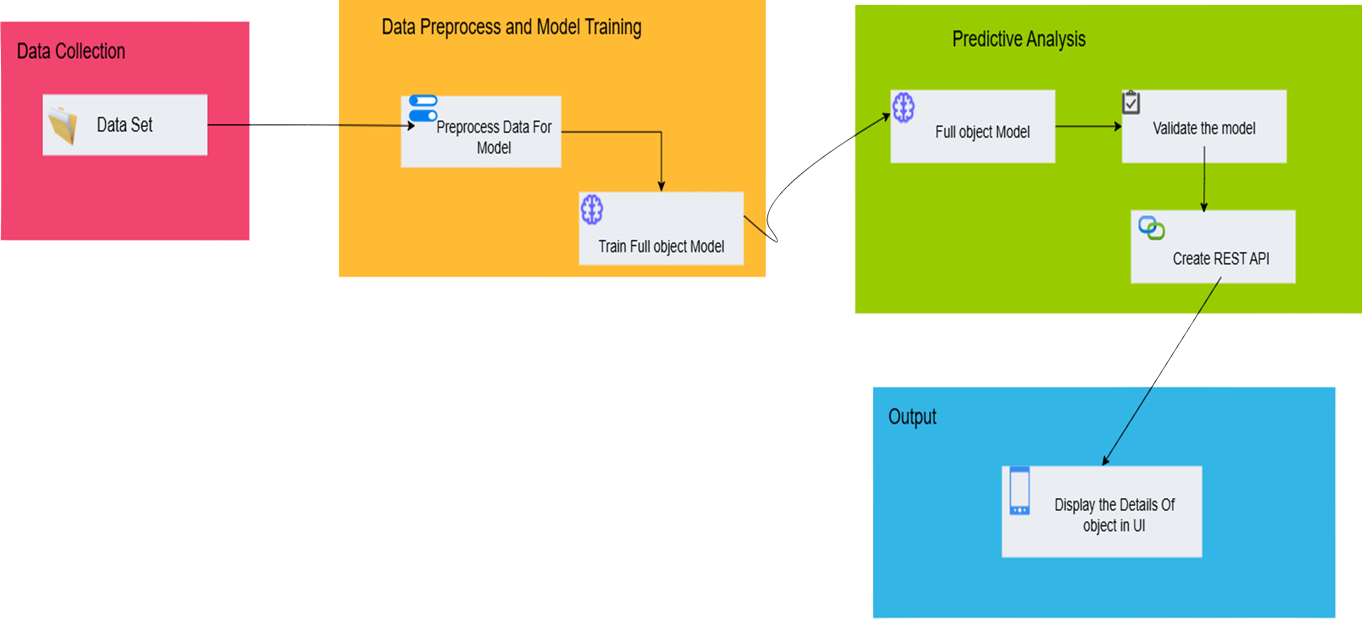 Data Collection
Data Set
Data Preprocess and Model Training
Preprocess Data For
Model
Train Full object Model
Predictive Analysis
Full object Model
Validate the model
Create REST API
Output
Display the Details Of
object in UI